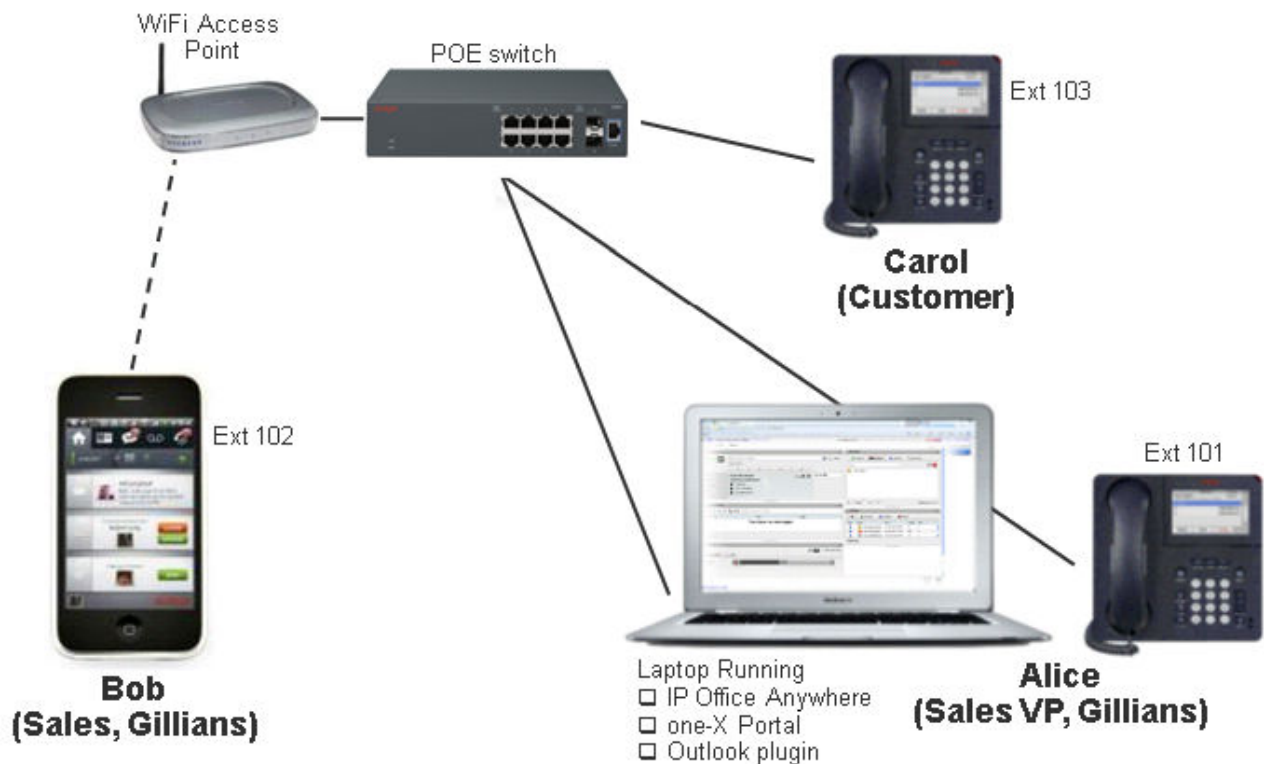 WiFi Access
Point
POE switch
Ext 103
Carol
(Customer)
Ext 102
Ext 101
Bob
(Sales, Gillians)
Laptop Running
☐ IP Office Anywhere
☐ one-X Portal
☐ Outlook plugin
Alice
(Sales VP, Gillians)